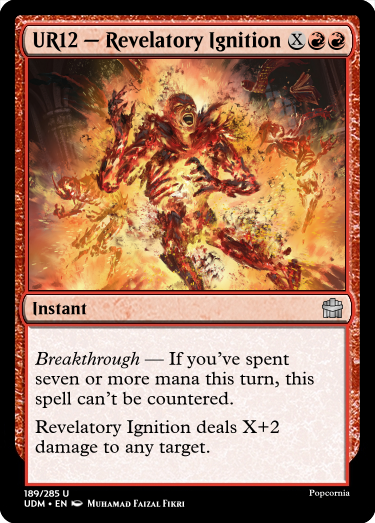 UR12 — Revelatory Ignition X
Instant
Breakthrough — If you've spent
seven or more mana this turn, this
spell can't be countered.
Revelatory Ignition deals X+2
damage to any target.
189/285 U
Popcornia
UDM • EN Muhamad Faizal Fikri